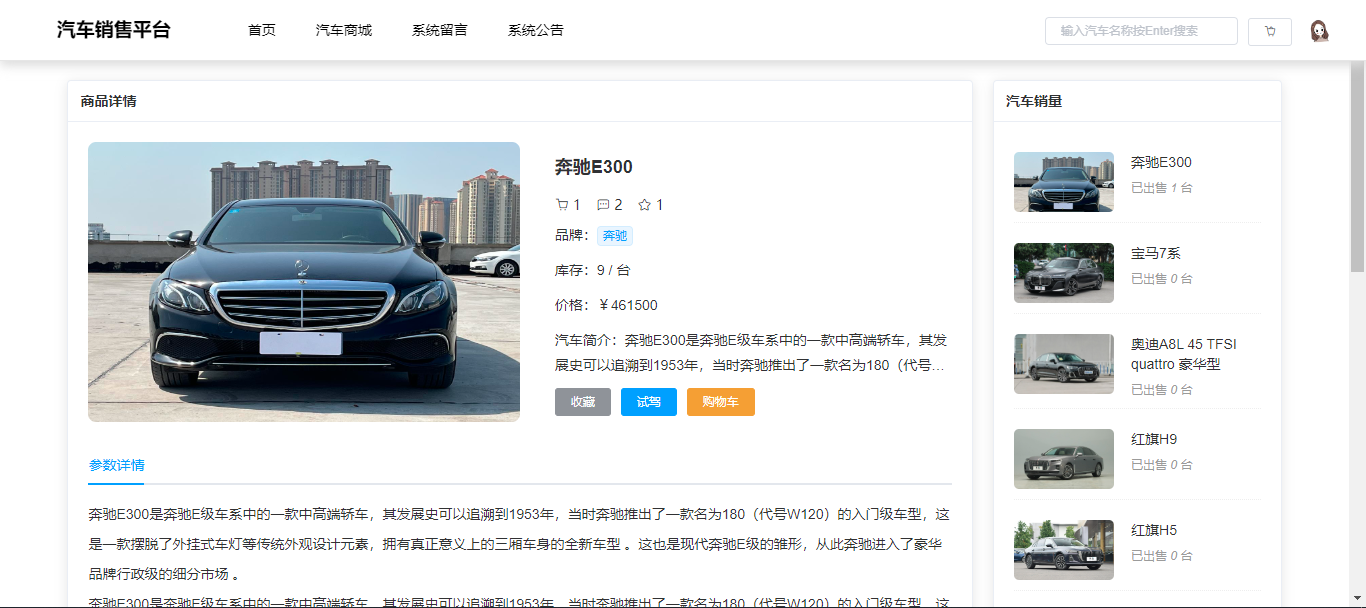 汽车销售平台
首页
汽车商城
系统留言
系统公告
输入汽车名称按Enter搜索
商品详情
奔驰E300
1
2
1
品牌：
奔驰
库存：9 / 台
价格：￥461500
汽车简介：奔驰E300是奔驰E级车系中的一款中高端轿车，其发
展史可以追溯到1953年，当时奔驰推出了一款名为180（代号…
收藏
试驾
购物车
参数详情
奔驰E300是奔驰E级车系中的一款中高端轿车，其发展史可以追溯到1953年，当时奔驰推出了一款名为180（代号W120）的入门级车型，这
是一款摆脱了外挂式车灯等传统外观设计元素，拥有真正意义上的三厢车身的全新车型 。这也是现代奔驰E级的雏形，从此奔驰进入了豪华
品牌行政级的细分市场 。
奔驰E300是奔驰E级车系中的一款中高端轿车，其发展史可以追溯到1953年，当时奔驰推出了一款名为180（代号W120）的入门级车型，这
汽车销量
奔驰E300
已出售 1 台
宝马7系
已出售 0 台
奥迪A8L 45 TFSI
quattro 豪华型
已出售 0 台
红旗H9
已出售 0 台
红旗H5
已出售 0 台